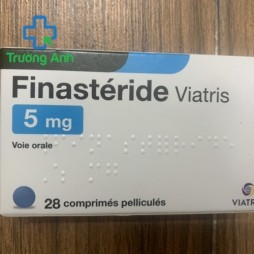 Trường Anh
Finastéride Viatris
5 mg
Voie orale
28 comprimés pelliculés
VIATR